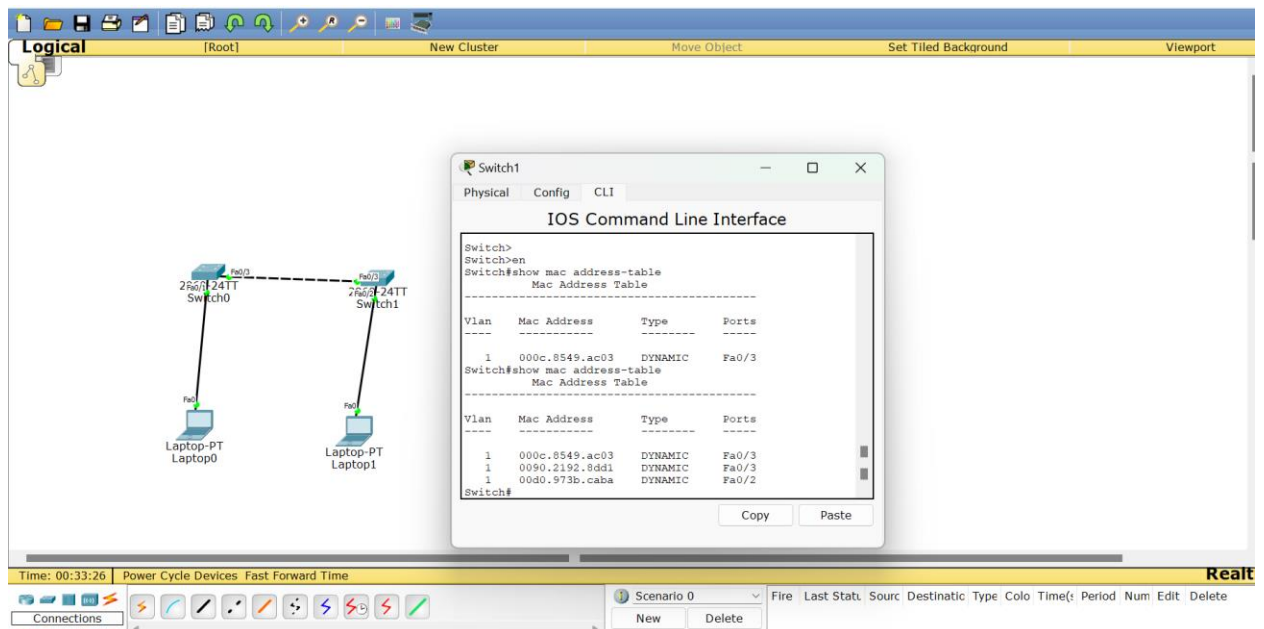 Logical [Root] New Cluster Move Object Set Tiled Background Viewport
Switch1
Physical Config CLI
IOS Command Line Interface
Switch>
Switch>en
Switch#show mac address-table
Mac Address Table
-------------------------------------------
Vlan Mac Address Type Ports
---- ----------- -------- -----
1 000c.8549.ac03 DYNAMIC Fa0/3
Switch#show mac address-table
Mac Address Table
-------------------------------------------
Vlan Mac Address Type Ports
---- ----------- -------- -----
1 000c.8549.ac03 DYNAMIC Fa0/3
1 0090.2192.8dd1 DYNAMIC Fa0/3
1 00d0.973b.caba DYNAMIC Fa0/2
Switch#
Copy Paste
Fa0/3 Fa0/3
Switch0
Fa0/2 24TT
Switch1
Fa0 Fa0
Laptop-PT
Laptop0
Laptop-PT
Laptop1
Time: 00:33:26 Power Cycle Devices Fast Forward Time Realt
Connections
Scenario 0
New Delete
Fire Last Statu Sourc Destinatic Type Colo Time(s Period Num Edit Delete